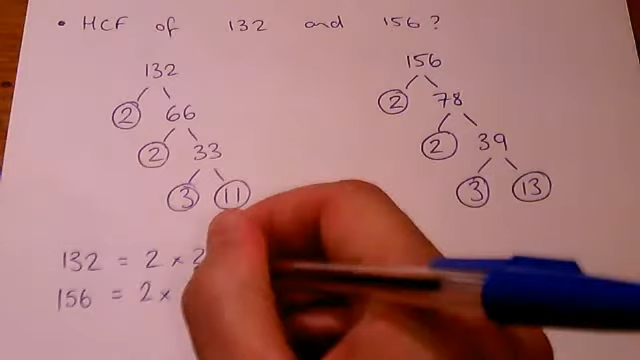 • HCF of 132 and 156?
132
2 66
2 33
3 11
156
2 78
2 39
3 13
132 = 2 × 2
156 = 2 ×